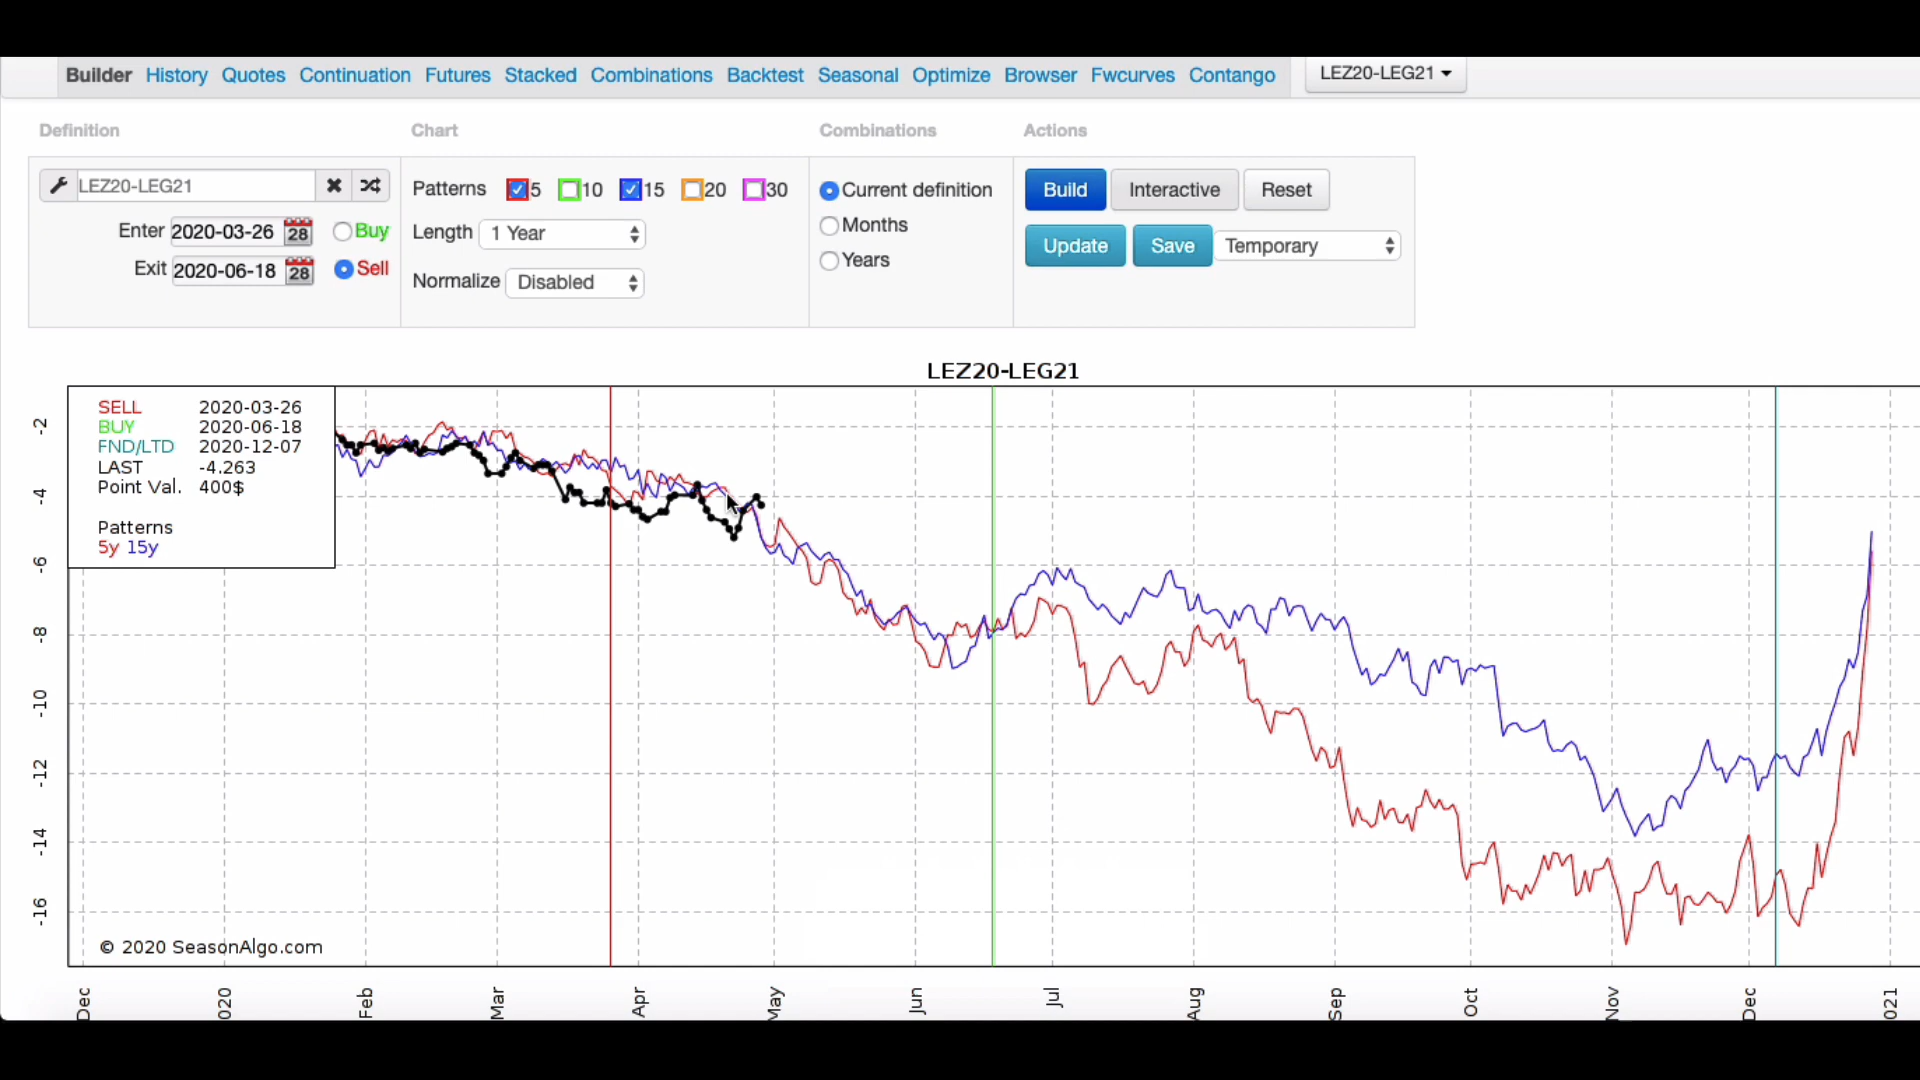 Builder History Quotes Continuation Futures Stacked Combinations Backtest Seasonal Optimize Browser Fwcurves Contango LEZ20-LEG21
Definition Chart Combinations Actions
LEZ20-LEG21
Patterns 5 10 15 20 30
Current definition
Build Interactive Reset
Enter 2020-03-26 28 Buy
Length 1 Year
Months
Update Save Temporary
Exit 2020-06-18 28 Sell
Normalize Disabled
Years
LEZ20-LEG21
SELL 2020-03-26
BUY 2020-06-18
FND/LTD 2020-12-07
LAST -4.263
Point Val. 400$
Patterns
5y 15y
-2
-4
-6
-8
-10
-12
-14
-16
© 2020 SeasonAlgo.com
Dec 020 Feb Mar Apr May Jun Jul Aug Sep Oct Nov Dec 021